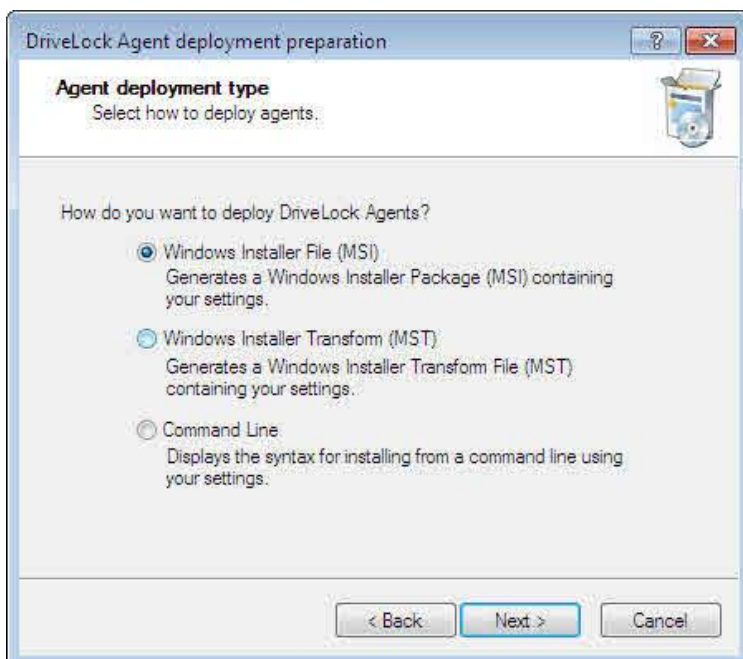 DriveLock Agent deployment preparation
?
Agent deployment type
Select how to deploy agents.
How do you want to deploy DriveLock Agents?
Windows Installer File (MSI)
Generates a Windows Installer Package (MSI) containing
your settings.
Windows Installer Transform (MST)
Generates a Windows Installer Transform File (MST)
containing your settings.
Command Line
Displays the syntax for installing from a command line using
your settings.
< Back
Next >
Cancel